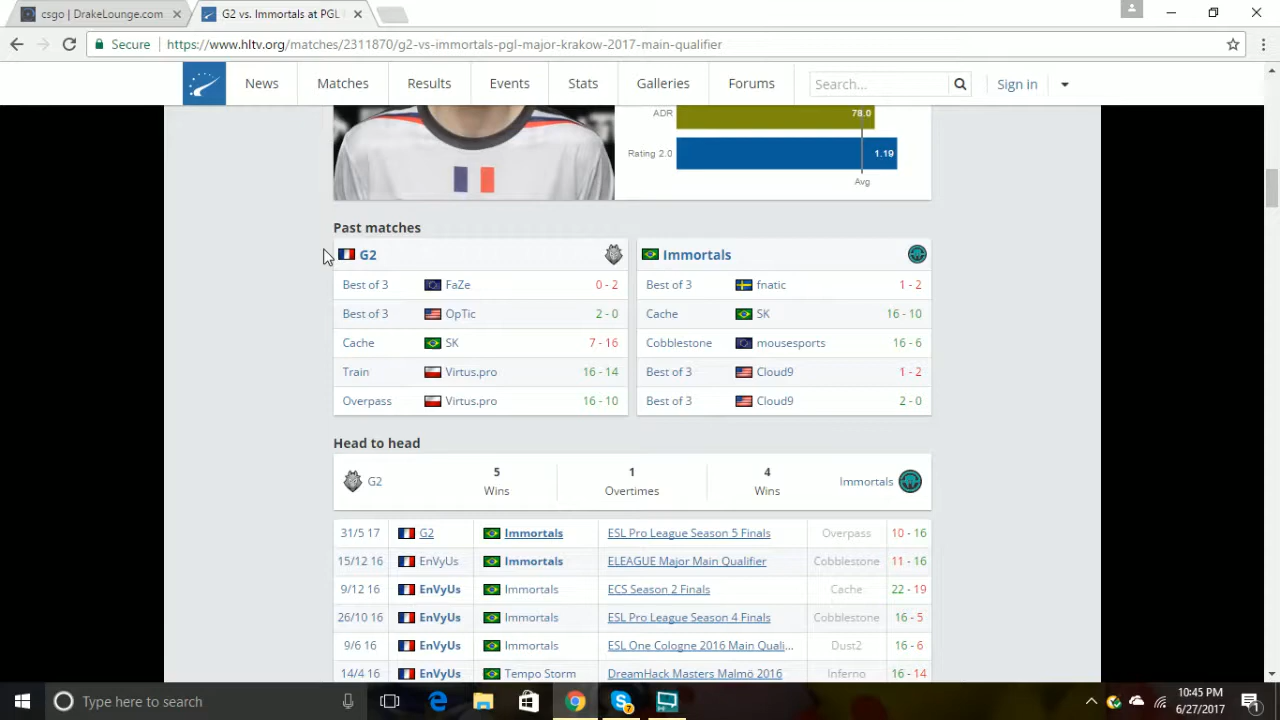 csgo | DrakeLounge.com
G2 vs. Immortals at PGL
Secure https://www.hltv.org/matches/2311870/g2-vs-immortals-pgl-major-krakow-2017-main-qualifier
News Matches Results Events Stats Galleries Forums Search... Sign in
ADR 78.0
Rating 2.0 1.19
Avg
Past matches
G2 Immortals
Best of 3 FaZe 0 - 2 Best of 3 fnatic 1 - 2
Best of 3 OpTic 2 - 0 Cache SK 16 - 10
Cache SK 7 - 16 Cobblestone mousesports 16 - 6
Train Virtus.pro 16 - 14 Best of 3 Cloud9 1 - 2
Overpass Virtus.pro 16 - 10 Best of 3 Cloud9 2 - 0
Head to head
G2 5 Wins 1 Overtimes 4 Wins Immortals
31/5 17 G2 Immortals ESL Pro League Season 5 Finals Overpass 10 - 16
15/12 16 EnVyUs Immortals ELEAGUE Major Main Qualifier Cobblestone 11 - 16
9/12 16 EnVyUs Immortals ECS Season 2 Finals Cache 22 - 19
26/10 16 EnVyUs Immortals ESL Pro League Season 4 Finals Cobblestone 16 - 5
9/6 16 EnVyUs Immortals ESL One Cologne 2016 Main Quali... Dust2 16 - 6
14/4 16 EnVyUs Tempo Storm DreamHack Masters Malmö 2016 Inferno 16 - 14
Type here to search
10:45 PM
6/27/2017